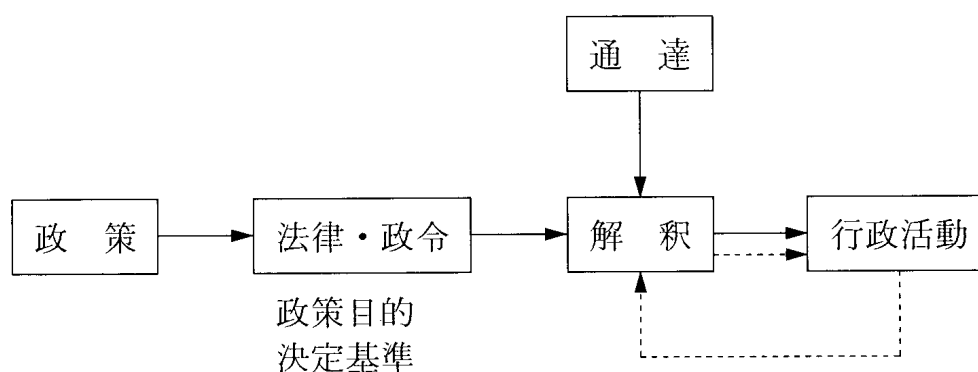 通　達
政　策
法律・政令
解　釈
行政活動
政策目的
決定基準